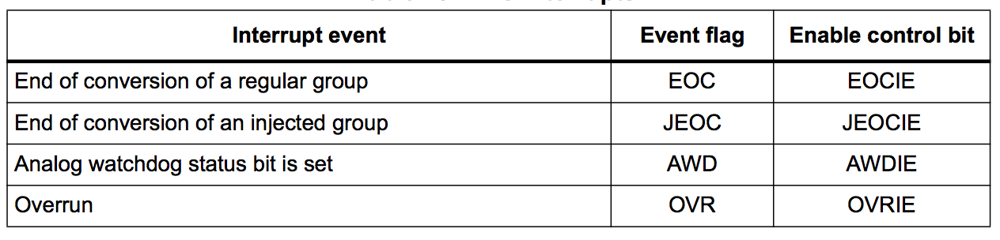 Interrupt event Event flag Enable control bit
End of conversion of a regular group EOC EOCIE
End of conversion of an injected group JEOC JEOCIE
Analog watchdog status bit is set AWD AWDIE
Overrun OVR OVRIE